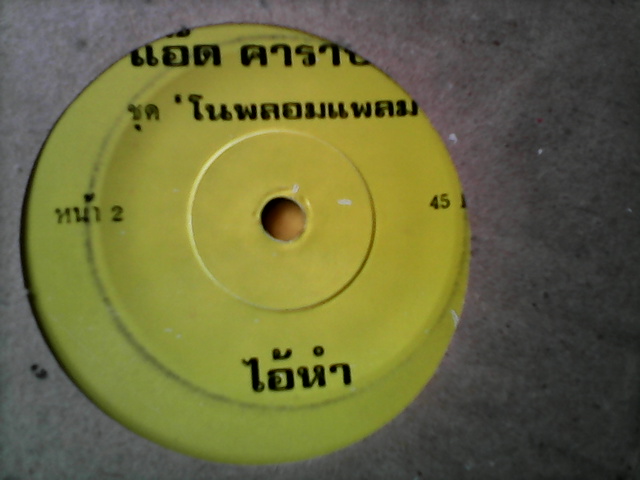 แอ๊ด คาราบ
ชุด 'โนพลอมแพลม
หน้า 2
45
ไอ้หำ